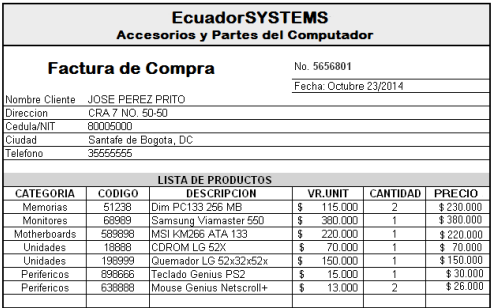 EcuadorSYSTEMS
Accesorios y Partes del Computador
Factura de Compra
No. 5656801
Fecha: Octubre 23/2014
Nombre Cliente JOSE PEREZ PRITO
Direccion CRA 7 NO. 50-50
Cedula/NIT 80005000
Ciudad Santafe de Bogota, DC
Telefono 35555555
LISTA DE PRODUCTOS
CATEGORIA CODIGO DESCRIPCION VR.UNIT CANTIDAD PRECIO
Memorias 51238 Dim PC133 256 MB $ 115.000 2 $ 230.000
Monitores 68989 Samsung Viamaster 550 $ 380.000 1 $ 380.000
Motherboards 589898 MSI KM266 ATA 133 $ 220.000 1 $ 220.000
Unidades 18888 CDROM LG 52X $ 70.000 1 $ 70.000
Unidades 198999 Quemador LG 52x32x52x $ 150.000 1 $ 150.000
Perifericos 898666 Teclado Genius PS2 $ 15.000 1 $ 30.000
Perifericos 638888 Mouse Genius Netscroll+ $ 13.000 2 $ 26.000